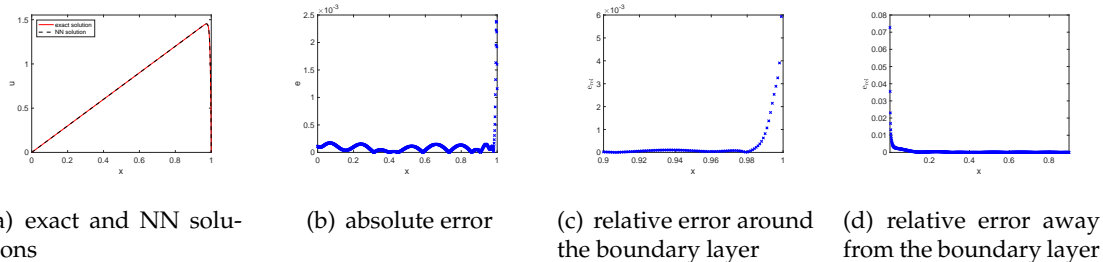 exact solution
NN solution
1.5
1
0.5
0
u
0 0.2 0.4 0.6 0.8 1
x
×10-3
2.5
2
1.5
1
0.5
0
e
0 0.2 0.4 0.6 0.8 1
x
×10-3
6
5
4
3
2
1
0
erel
0.9 0.92 0.94 0.96 0.98 1
x
0.08
0.07
0.06
0.05
0.04
0.03
0.02
0.01
0
erel
0.2 0.4 0.6 0.8
x
a) exact and NN solu-
ons
(b) absolute error
(c) relative error around
the boundary layer
(d) relative error away
from the boundary layer